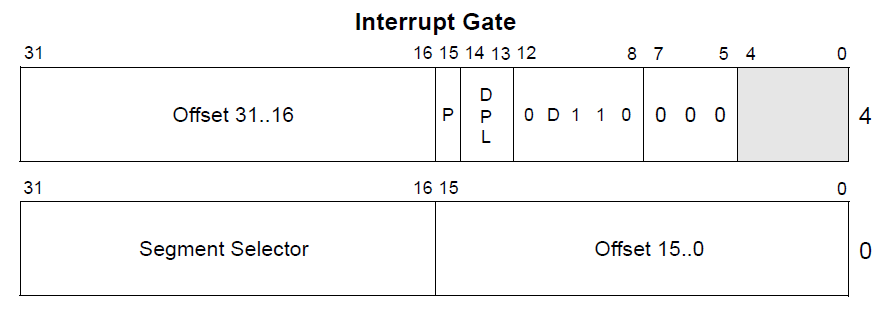 Interrupt Gate
31 16 15 14 13 12 8 7 5 4 0
Offset 31..16 P DPL 0 D 1 1 0 0 0 0 4
31 16 15 0
Segment Selector Offset 15..0 0